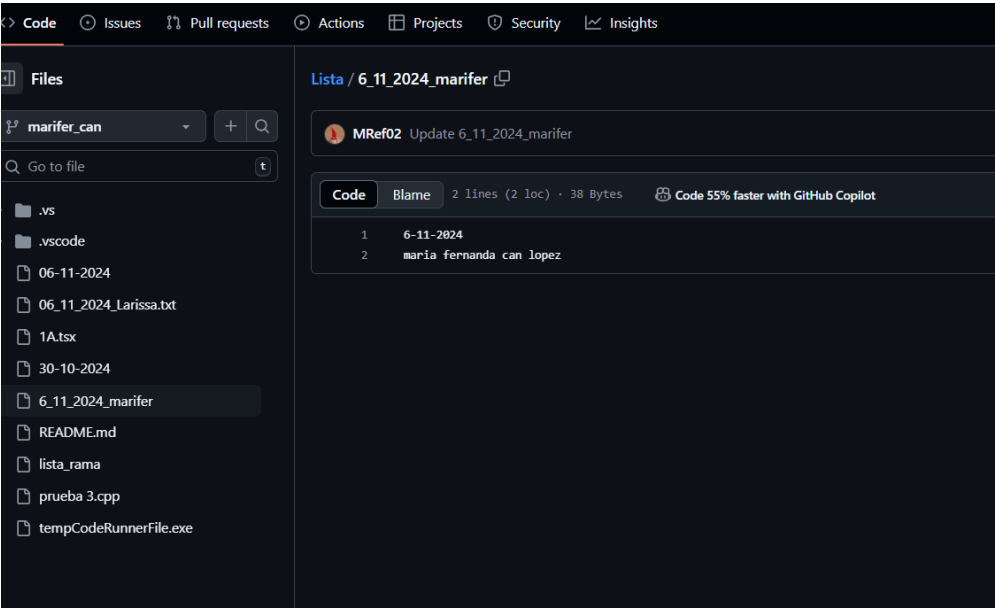 <> Code Issues Pull requests Actions Projects Security Insights
Files
marifer_can
Go to file t
.vs
.vscode
06-11-2024
06_11_2024_Larissa.txt
1A.tsx
30-10-2024
6_11_2024_marifer
README.md
lista_rama
prueba 3.cpp
tempCodeRunnerFile.exe
Lista / 6_11_2024_marifer
MRef02 Update 6_11_2024_marifer
Code Blame 2 lines (2 loc) · 38 Bytes Code 55% faster with GitHub Copilot
1 6-11-2024
2 maria fernanda can lopez